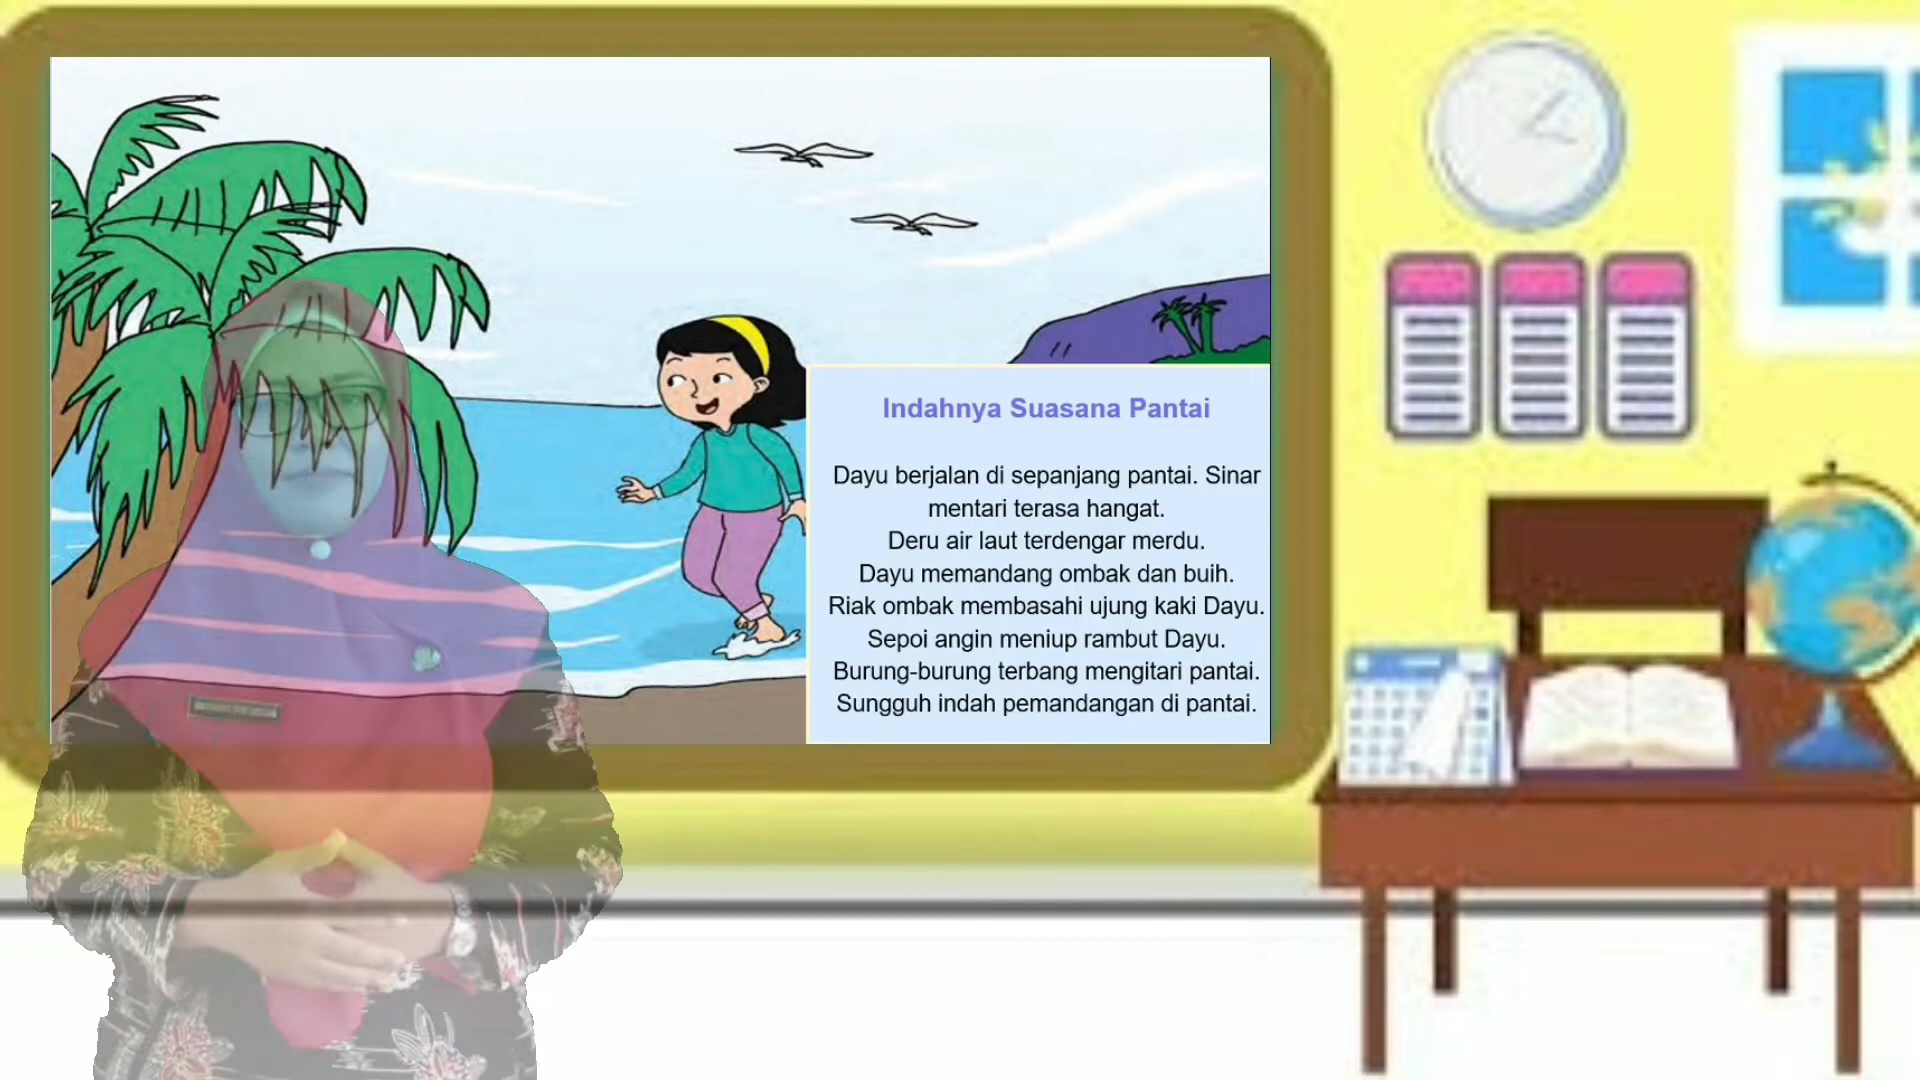 Indahnya Suasana Pantai
Dayu berjalan di sepanjang pantai. Sinar
mentari terasa hangat.
Deru air laut terdengar merdu.
Dayu memandang ombak dan buih.
Riak ombak membasahi ujung kaki Dayu.
Sepoi angin meniup rambut Dayu.
Burung-burung terbang mengitari pantai.
Sungguh indah pemandangan di pantai.